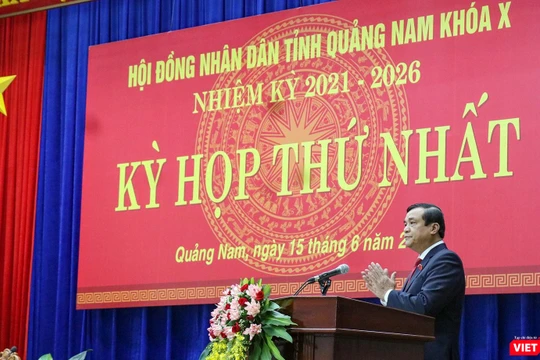 HỘI ĐỒNG NHÂN DÂN TỈNH QUẢNG NAM KHÓA X
NHIỆM KỲ 2021 - 2026
KỲ HỌP THỨ NHẤT
Quảng Nam, ngày 15 tháng 6 năm 2
VIET